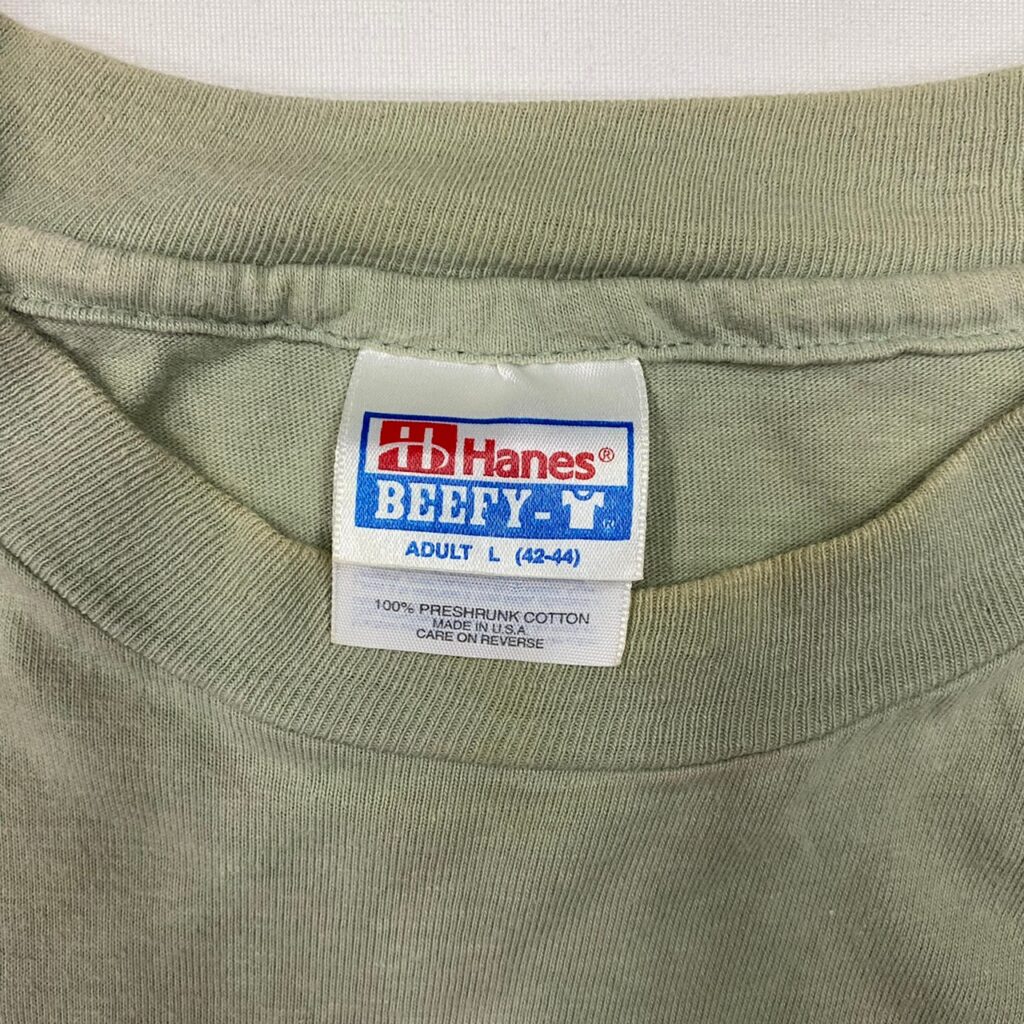 Hanes®
BEEFY-T®
ADULT L (42-44)
100% PRESHRUNK COTTON
MADE IN U.S.A
CARE ON REVERSE